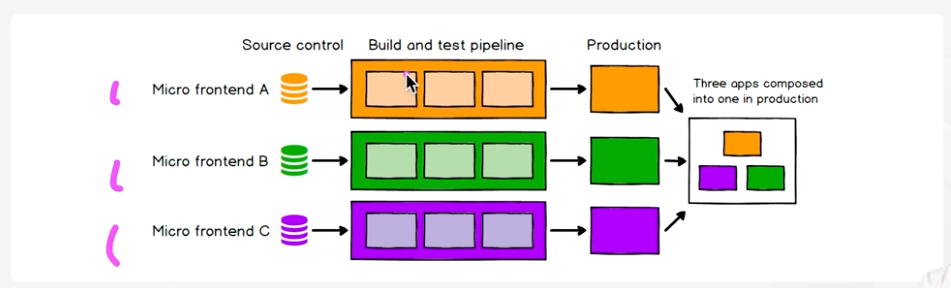 Source control Build and test pipeline Production
Three apps composed
into one in production
Micro frontend A
Micro frontend B
Micro frontend C